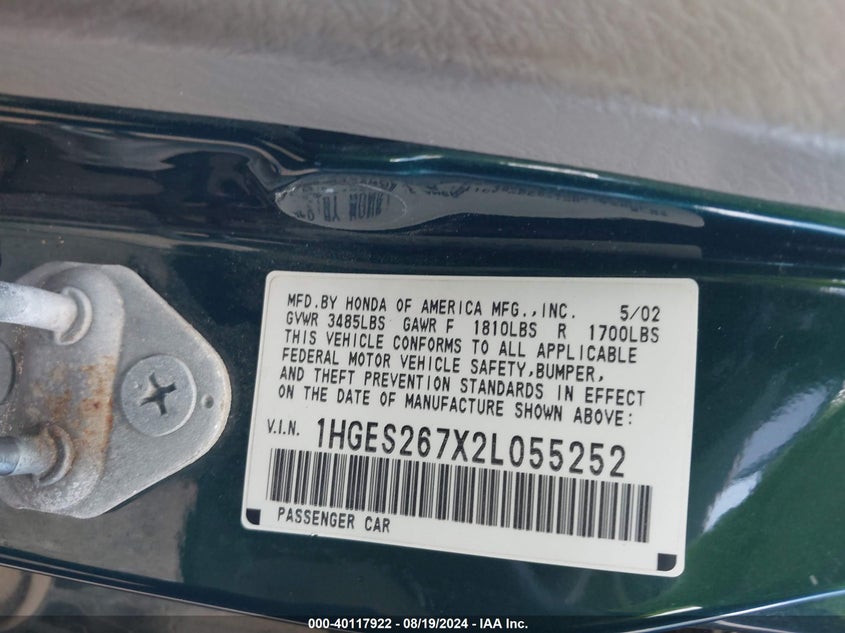 MFD.BY HONDA OF AMERICA MFG.,INC. 5/02
GVWR 3485LBS GAWR F 1810LBS R 1700LBS
THIS VEHICLE CONFORMS TO ALL APPLICABLE
FEDERAL MOTOR VEHICLE SAFETY,BUMPER,
AND THEFT PREVENTION STANDARDS IN EFFECT
ON THE DATE OF MANUFACTURE SHOWN ABOVE:
V.I.N. 1HGES267X2L055252
PASSENGER CAR
000-40117922 - 08/19/2024 - IAA Inc.